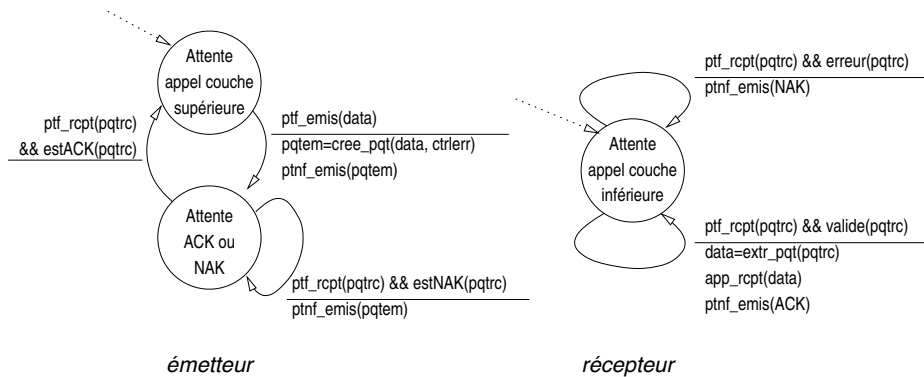 Attente
appel couche
supérieure
ptf_rcpt(pqtrc)
&& estACK(pqtrc)
ptf_emis(data)
pqtem=cree_pqt(data, ctrlerr)
ptnf_emis(pqtem)
Attente
ACK ou
NAK
ptf_rcpt(pqtrc) && estNAK(pqtrc)
ptnf_emis(pqtem)
émetteur
ptf_rcpt(pqtrc) && erreur(pqtrc)
ptnf_emis(NAK)
Attente
appel couche
inférieure
ptf_rcpt(pqtrc) && valide(pqtrc)
data=extr_pqt(pqtrc)
app_rcpt(data)
ptnf_emis(ACK)
récepteur